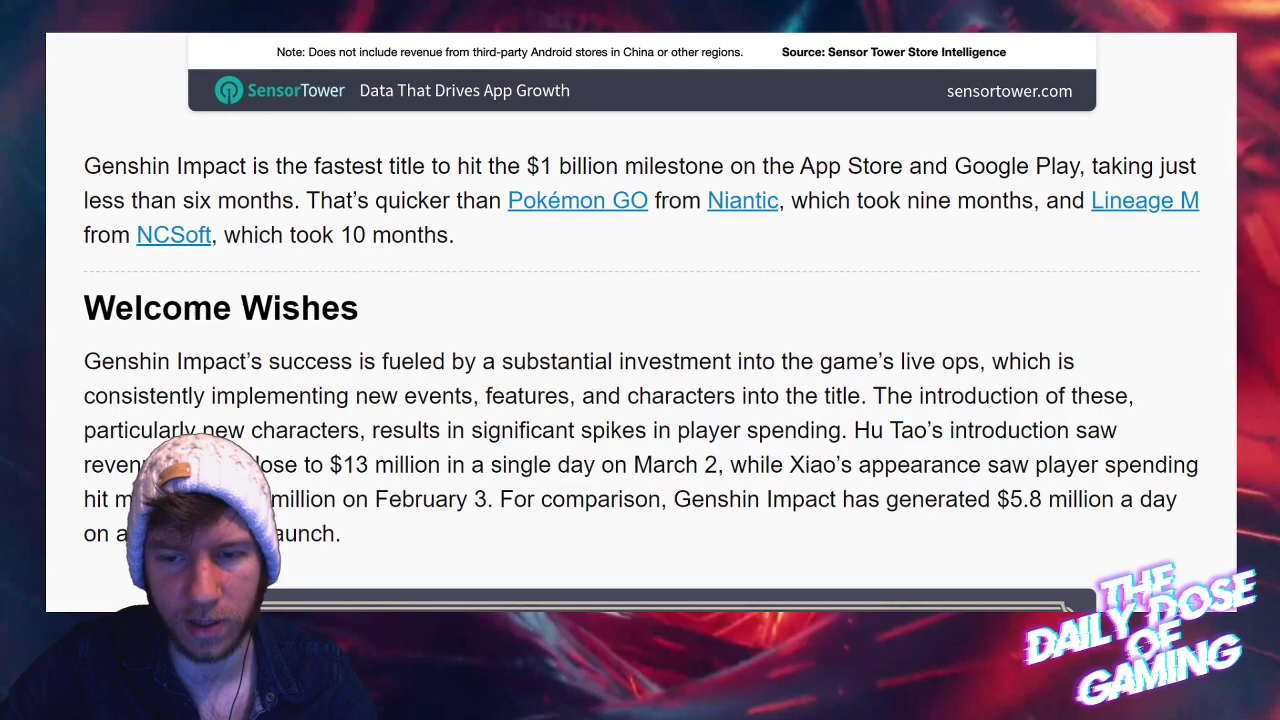 Note: Does not include revenue from third-party Android stores in China or other regions. Source: Sensor Tower Store Intelligence
SensorTower Data That Drives App Growth sensortower.com
Genshin Impact is the fastest title to hit the $1 billion milestone on the App Store and Google Play, taking just
less than six months. That’s quicker than Pokémon GO from Niantic, which took nine months, and Lineage M
from NCSoft, which took 10 months.
Welcome Wishes
Genshin Impact’s success is fueled by a substantial investment into the game’s live ops, which is
consistently implementing new events, features, and characters into the title. The introduction of these,
particularly new characters, results in significant spikes in player spending. Hu Tao’s introduction saw
to $13 million in a single day on March 2, while Xiao’s appearance saw player spending
hit million on February 3. For comparison, Genshin Impact has generated $5.8 million a day
on
THE
DAILY DOSE
OF
GAMING